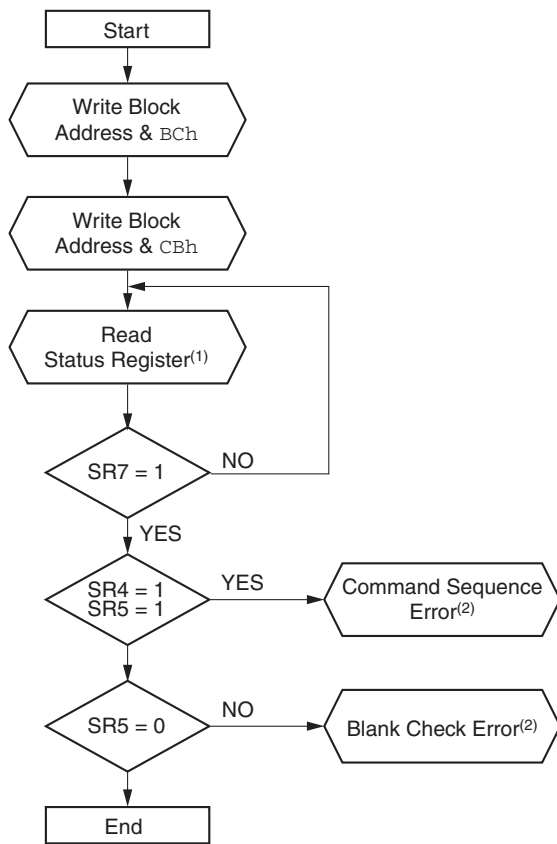 Start
Write Block
Address & BCh
Write Block
Address & CBh
Read
Status Register(1)
SR7 = 1
NO
YES
SR4 = 1
SR5 = 1
YES
Command Sequence
Error(2)
SR5 = 0
NO
Blank Check Error(2)
End